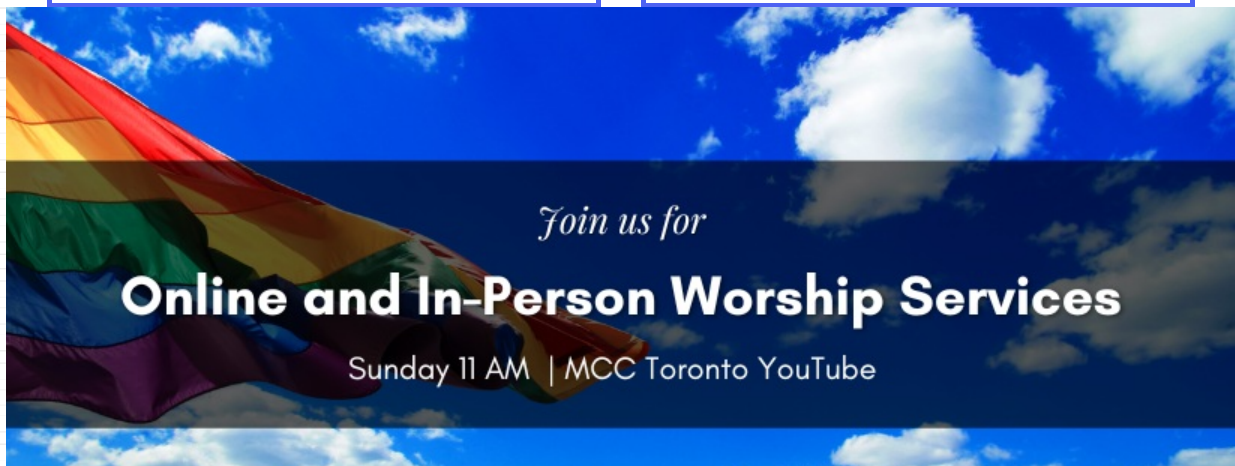 Join us for
Online and In-Person Worship Services
Sunday 11 AM | MCC Toronto YouTube